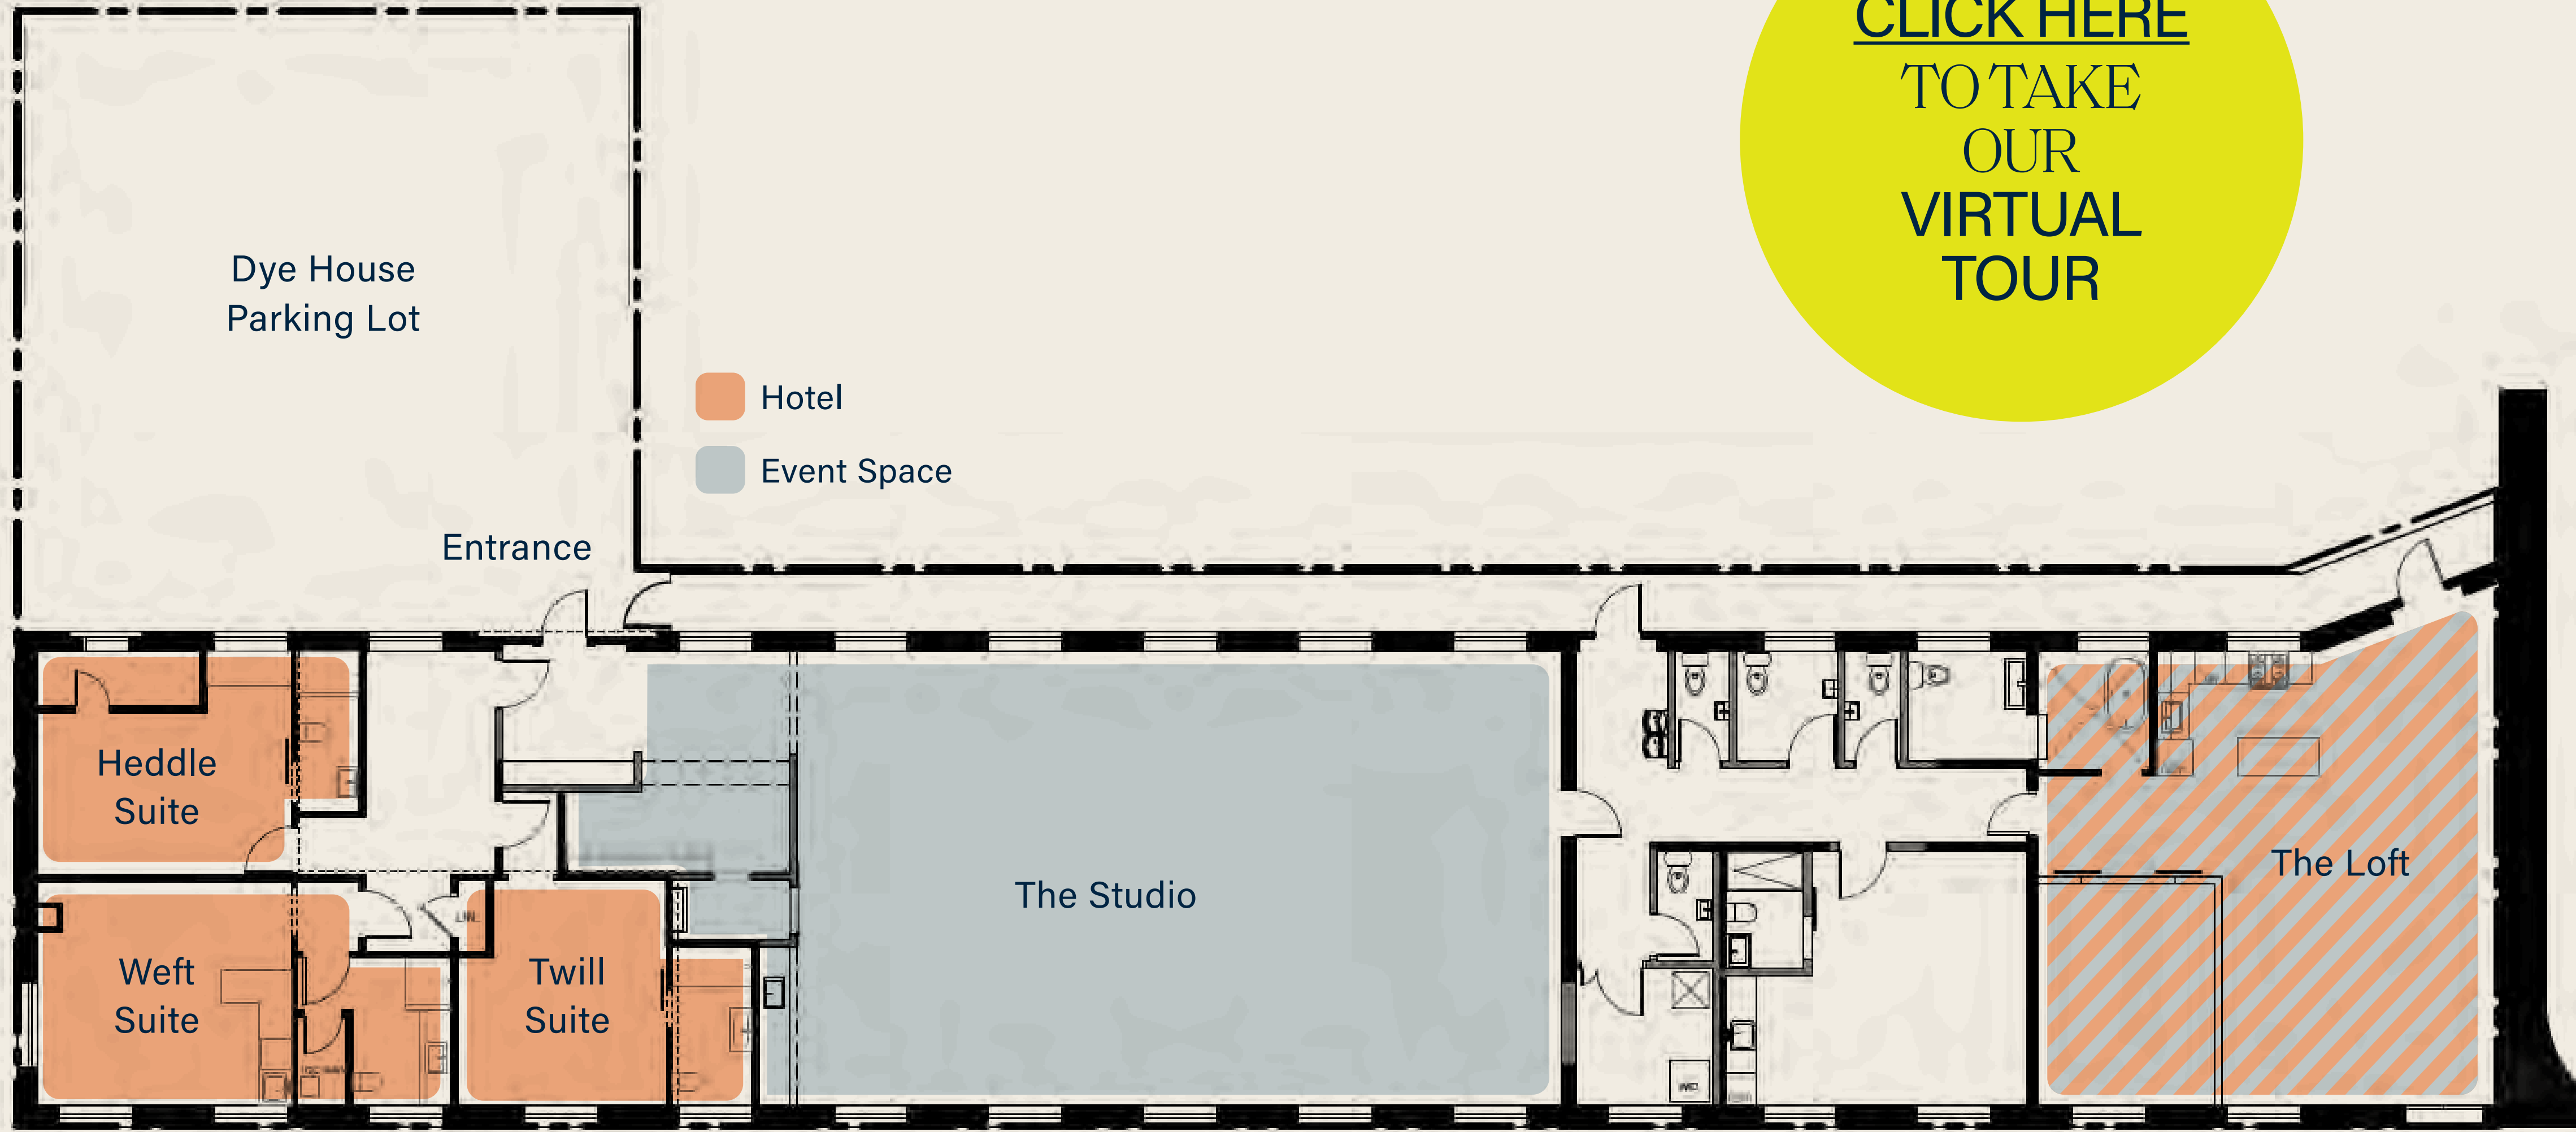 CLICK HERE
TO TAKE
OUR
VIRTUAL
TOUR
Dye House
Parking Lot
Hotel
Event Space
Entrance
Heddle
Suite
The Studio
The Loft
Weft
Suite
Twill
Suite